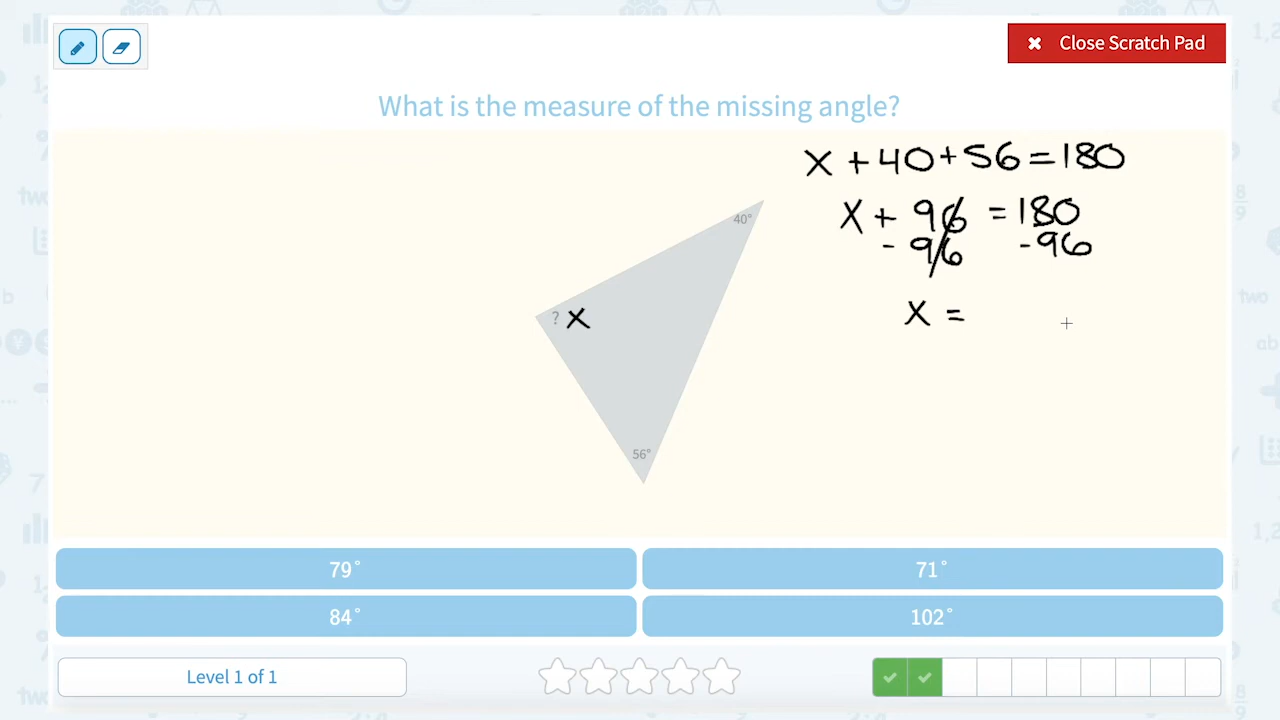 Close Scratch Pad
What is the measure of the missing angle?
x + 40 + 56 = 180
x + 96 = 180
- 96 - 96
x =
40°
? x
56°
79°
71°
84°
102°
Level 1 of 1